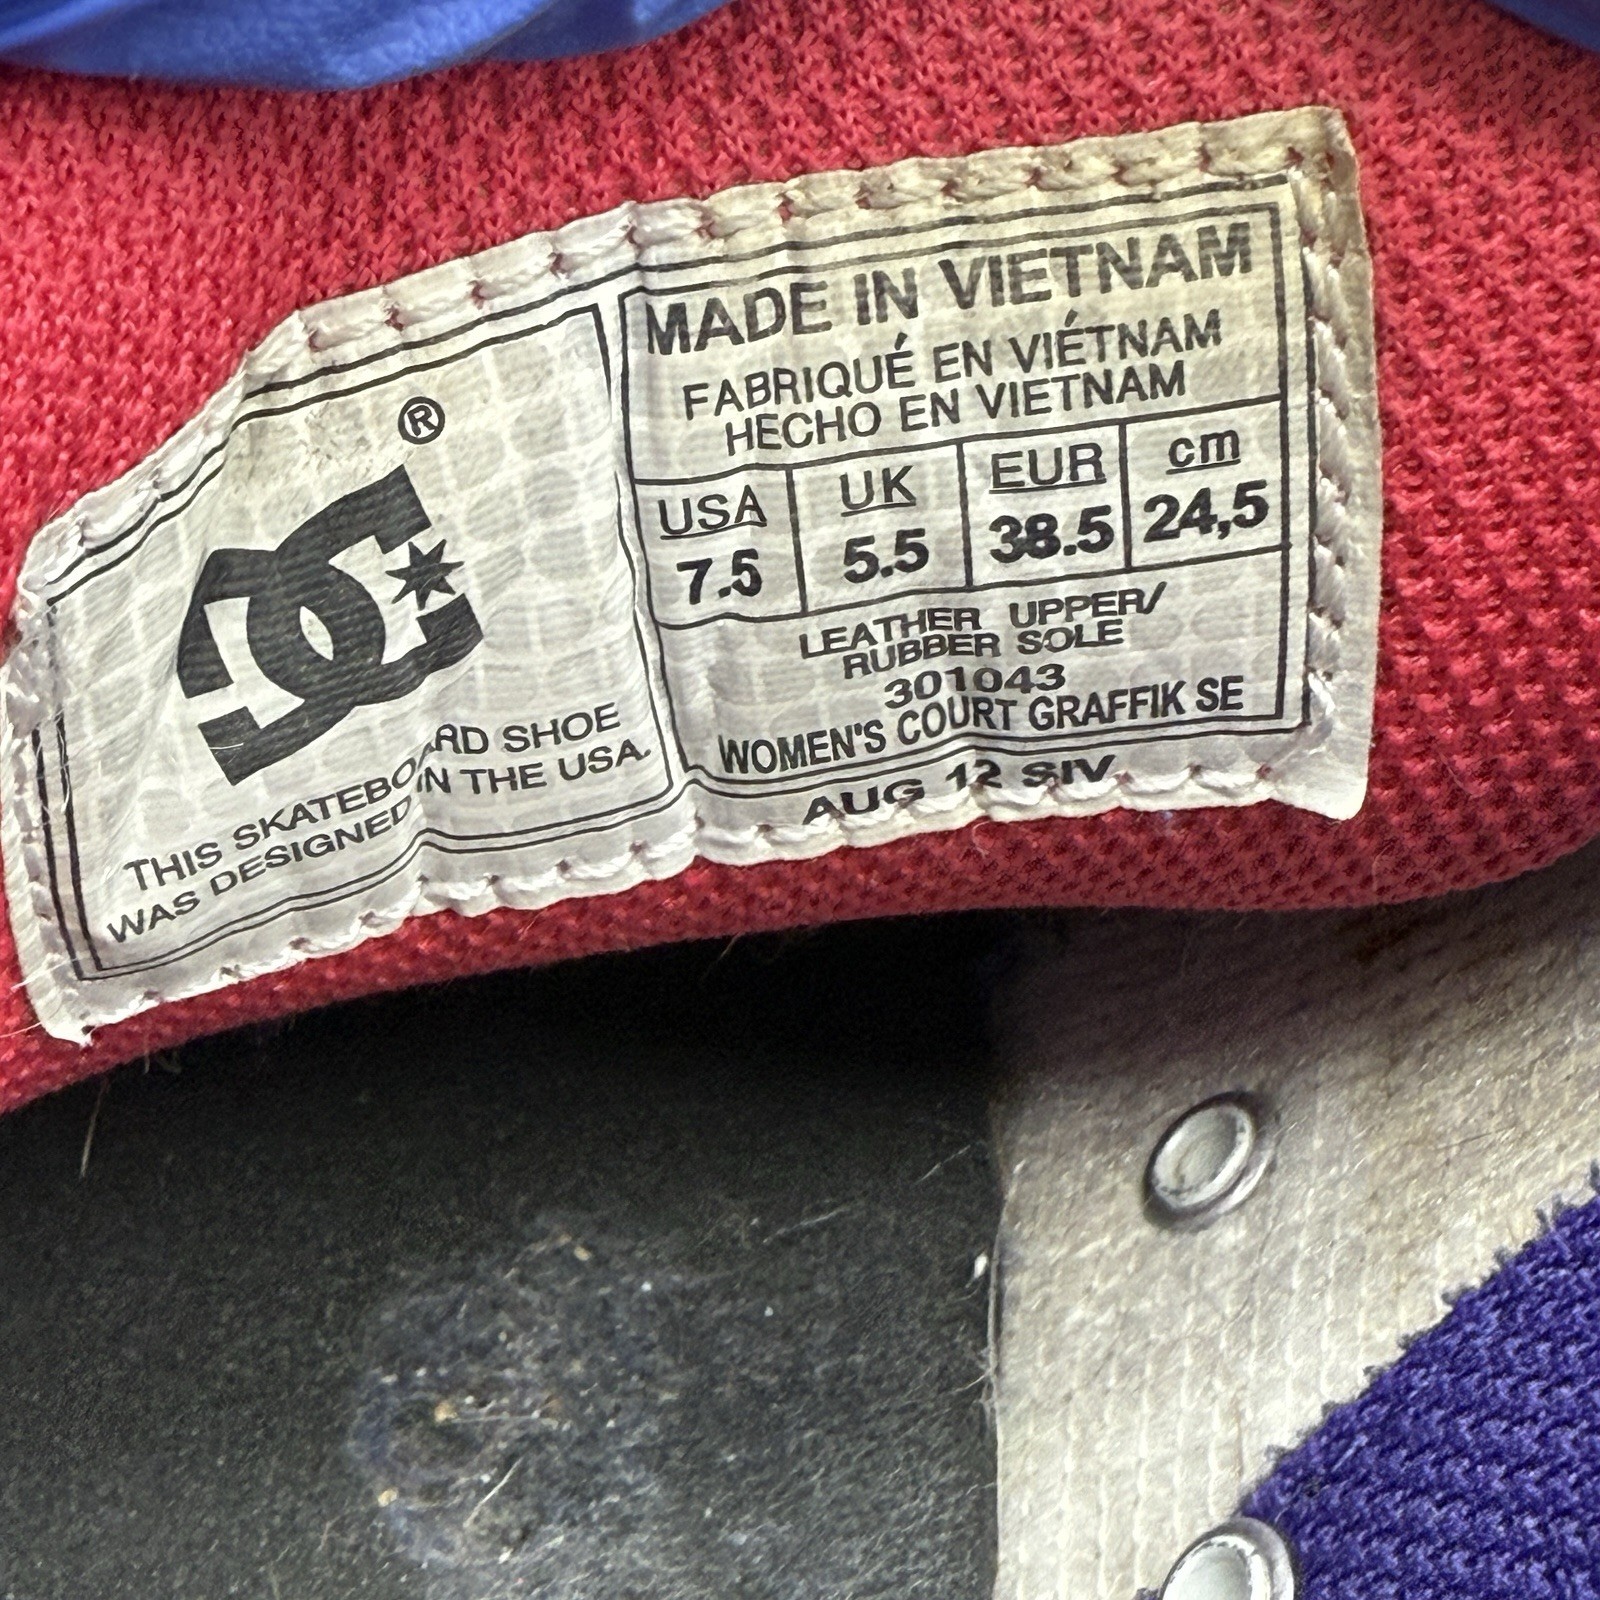 ®
DC
THIS SKATEBOARD SHOE
WAS DESIGNED IN THE USA.
MADE IN VIETNAM
FABRIQUÉ EN VIÉTNAM
HECHO EN VIETNAM
USA UK EUR cm
7.5 5.5 38.5 24,5
LEATHER UPPER/
RUBBER SOLE
301043
WOMEN'S COURT GRAFFIK SE
AUG 12 SIV